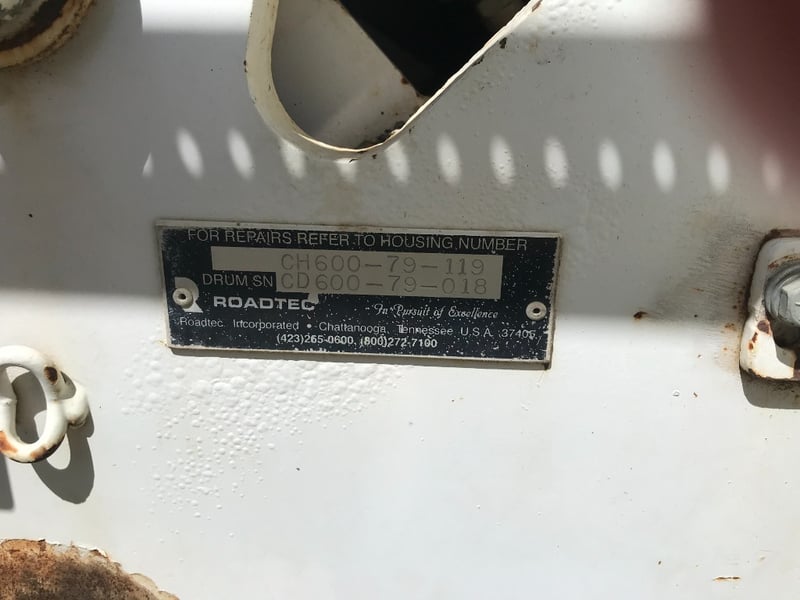 FOR REPAIRS REFER TO HOUSING NUMBER
CH600-79-119
DRUM SN CD600-79-018
ROADTEC In Pursuit of Excellence
Roadtec Incorporated • Chattanooga, Tennessee U.S.A. 37406
(423)265-0600, (800)272-7100